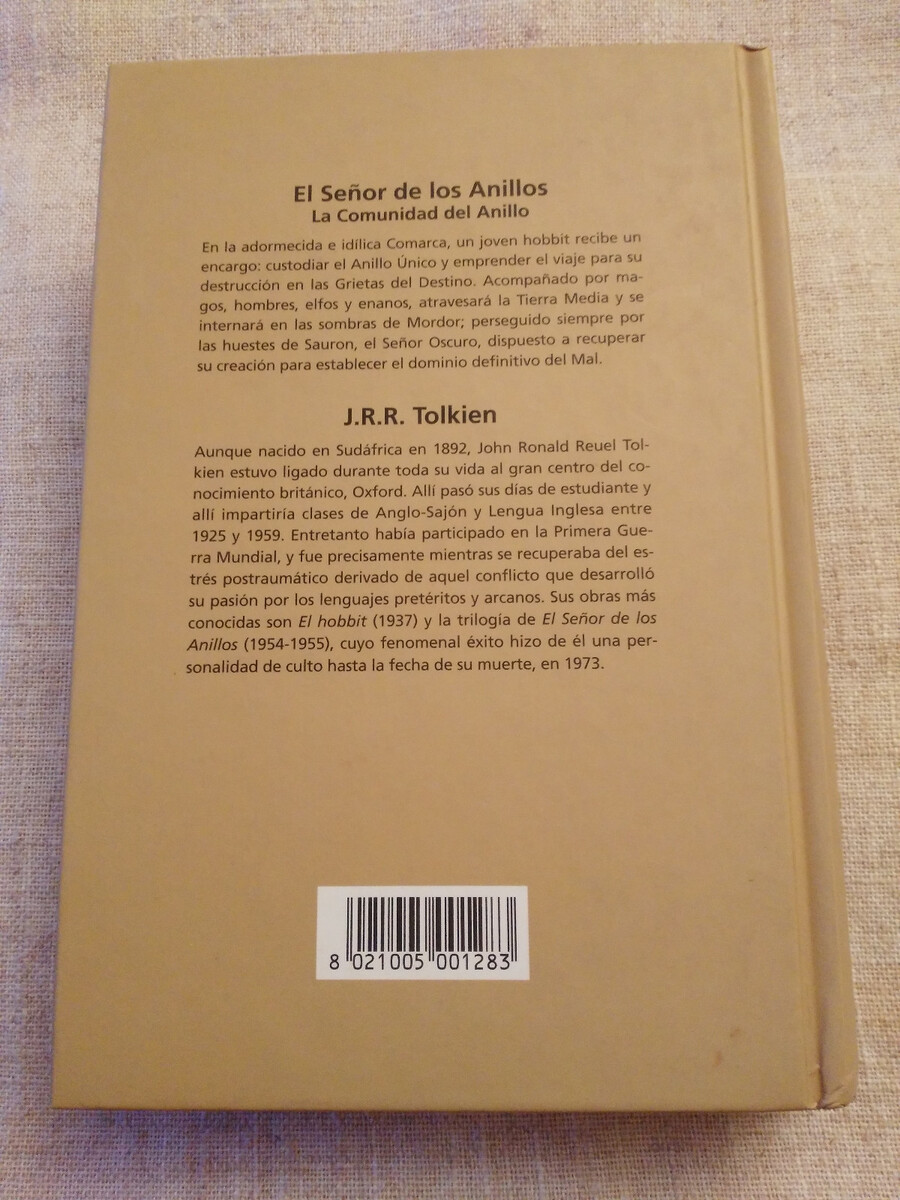 El Señor de los Anillos
La Comunidad del Anillo
En la adormecida e idílica Comarca, un joven hobbit recibe un
encargo: custodiar el Anillo Único y emprender el viaje para su
destrucción en las Grietas del Destino. Acompañado por ma-
gos, hombres, elfos y enanos, atravesará la Tierra Media y se
internará en las sombras de Mordor; perseguido siempre por
las huestes de Sauron, el Señor Oscuro, dispuesto a recuperar
su creación para establecer el dominio definitivo del Mal.
J.R.R. Tolkien
Aunque nacido en Sudáfrica en 1892, John Ronald Reuel Tol-
kien estuvo ligado durante toda su vida al gran centro del co-
nocimiento británico, Oxford. Allí pasó sus días de estudiante y
allí impartiría clases de Anglo-Sajón y Lengua Inglesa entre
1925 y 1959. Entretanto había participado en la Primera Gue-
rra Mundial, y fue precisamente mientras se recuperaba del es-
trés postraumático derivado de aquel conflicto que desarrolló
su pasión por los lenguajes pretéritos y arcanos. Sus obras más
conocidas son El hobbit (1937) y la trilogía de El Señor de los
Anillos (1954-1955), cuyo fenomenal éxito hizo de él una per-
sonalidad de culto hasta la fecha de su muerte, en 1973.
8 021005 001283